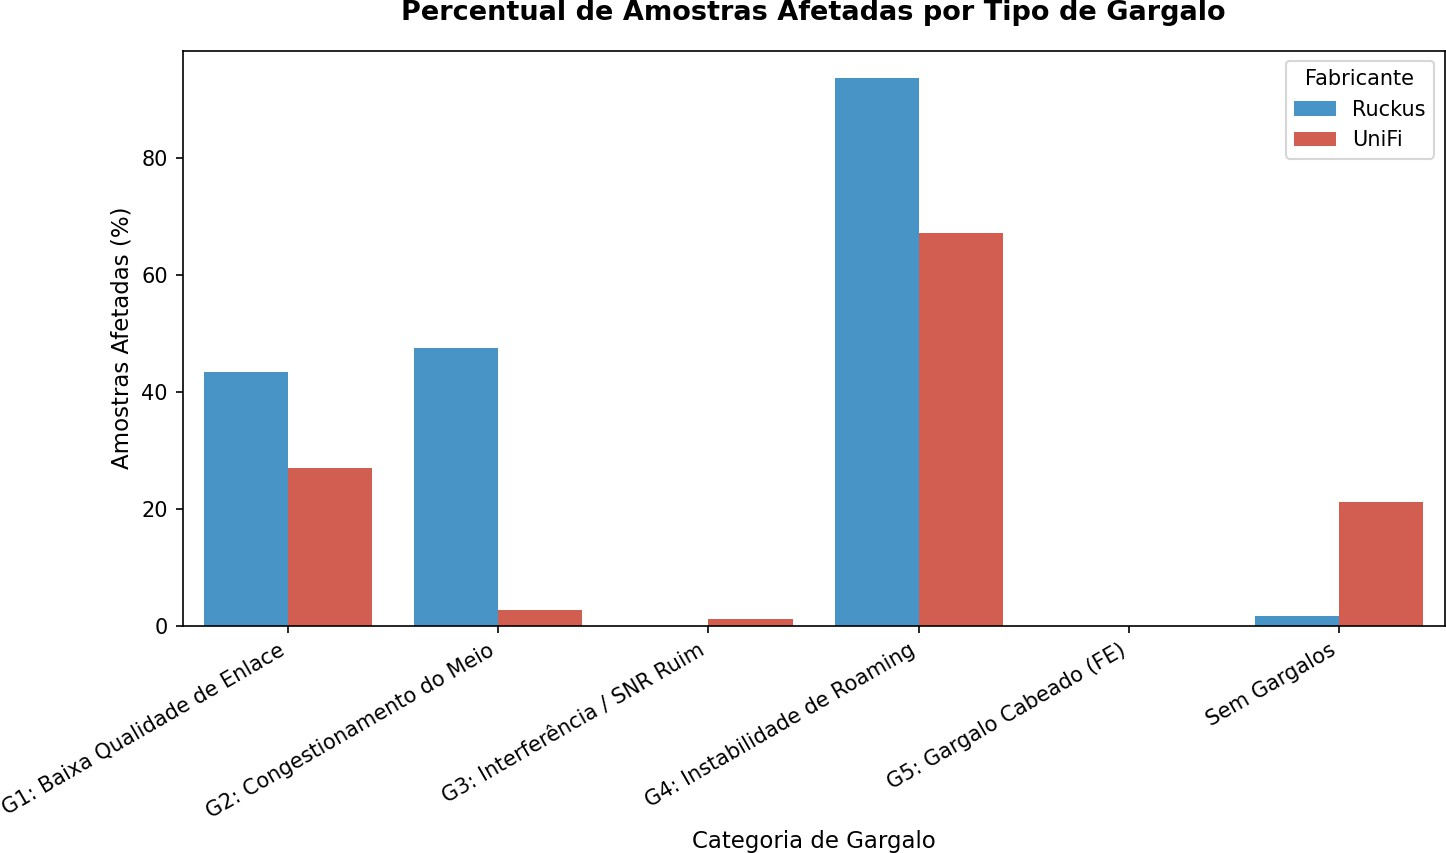 Percentual de Amostras Afetadas por Tipo de Gargalo
Fabricante
Ruckus
UniFi
Amostras Afetadas (%)
80
60
40
20
0
G1: Baixa Qualidade de Enlace
G2: Congestionamento do Meio
G3: Interferência / SNR Ruim
G4: Instabilidade de Roaming
G5: Gargalo Cabeado (FE)
Sem Gargalos
Categoria de Gargalo